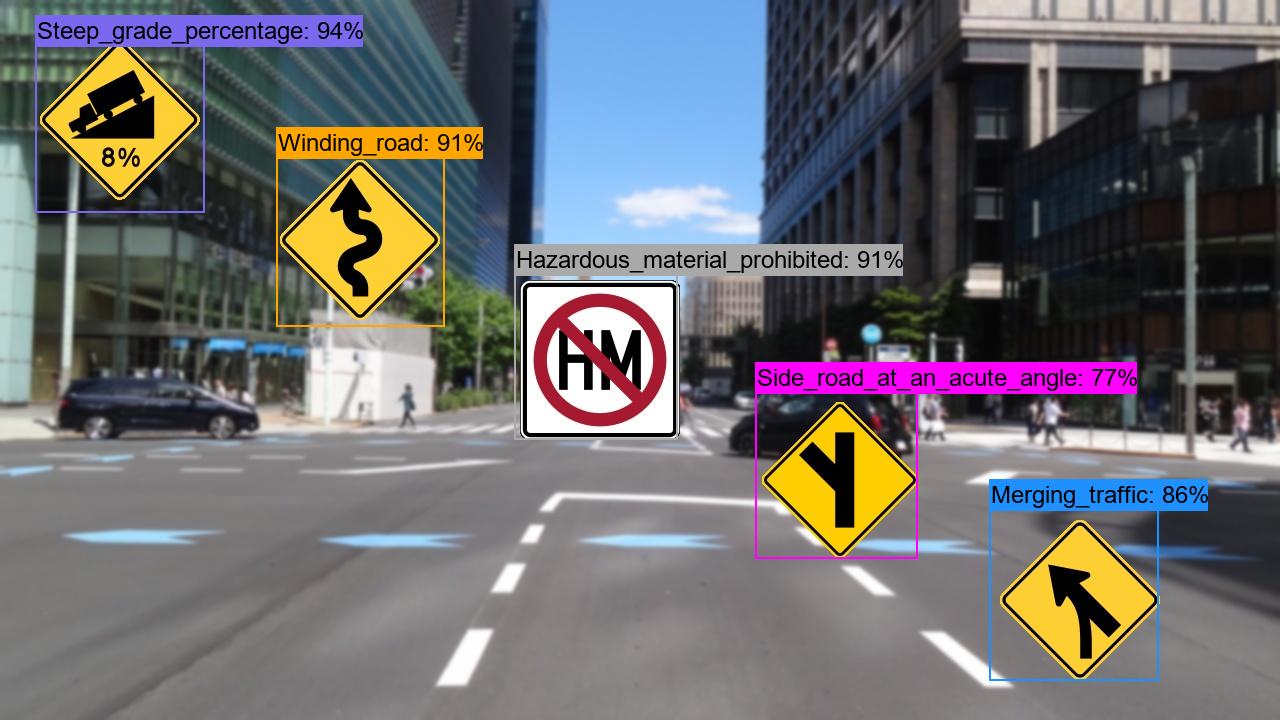 Steep_grade_percentage: 94%
8%
Winding_road: 91%
Hazardous_material_prohibited: 91%
HM
Side_road_at_an_acute_angle: 77%
Merging_traffic: 86%